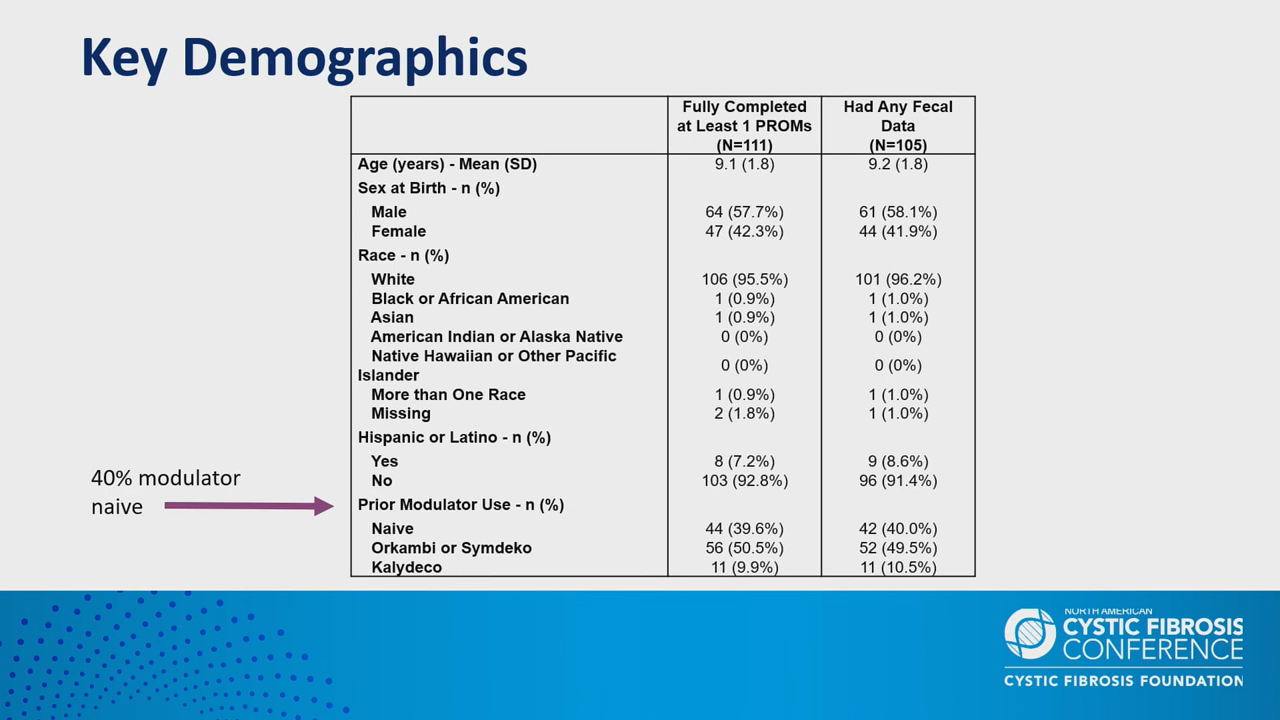 Key Demographics
Fully Completed at Least 1 PROMs (N=111) Had Any Fecal Data (N=105)
Age (years) - Mean (SD) 9.1 (1.8) 9.2 (1.8)
Sex at Birth - n (%)
Male 64 (57.7%) 61 (58.1%)
Female 47 (42.3%) 44 (41.9%)
Race - n (%)
White 106 (95.5%) 101 (96.2%)
Black or African American 1 (0.9%) 1 (1.0%)
Asian 1 (0.9%) 1 (1.0%)
American Indian or Alaska Native 0 (0%) 0 (0%)
Native Hawaiian or Other Pacific
Islander 0 (0%) 0 (0%)
More than One Race 1 (0.9%) 1 (1.0%)
Missing 2 (1.8%) 1 (1.0%)
Hispanic or Latino - n (%)
Yes 8 (7.2%) 9 (8.6%)
No 103 (92.8%) 96 (91.4%)
40% modulator
naive
Prior Modulator Use - n (%)
Naive 44 (39.6%) 42 (40.0%)
Orkambi or Symdeko 56 (50.5%) 52 (49.5%)
Kalydeco 11 (9.9%) 11 (10.5%)
NORTH AMERICAN
CYSTIC FIBROSIS
CONFERENCE
CYSTIC FIBROSIS FOUNDATION